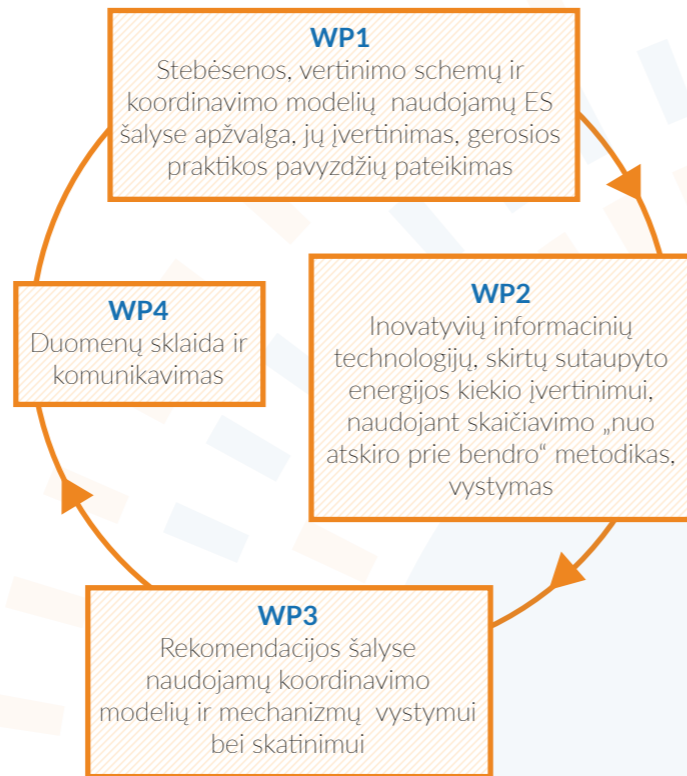 WP1
Stebėsenos, vertinimo schemų ir
koordinavimo modelių naudojamų ES
šalyse apžvalga, jų įvertinimas, gerosios
praktikos pavyzdžių pateikimas
WP2
Inovatyvių informacinių
technologijų, skirtų sutaupyto
energijos kiekio įvertinimui,
naudojant skaičiavimo „nuo
atskiro prie bendro“ metodikas,
vystymas
WP3
Rekomendacijos šalyse
naudojamų koordinavimo
modelių ir mechanizmų vystymui
bei skatinimui
WP4
Duomenų sklaida ir
komunikavimas